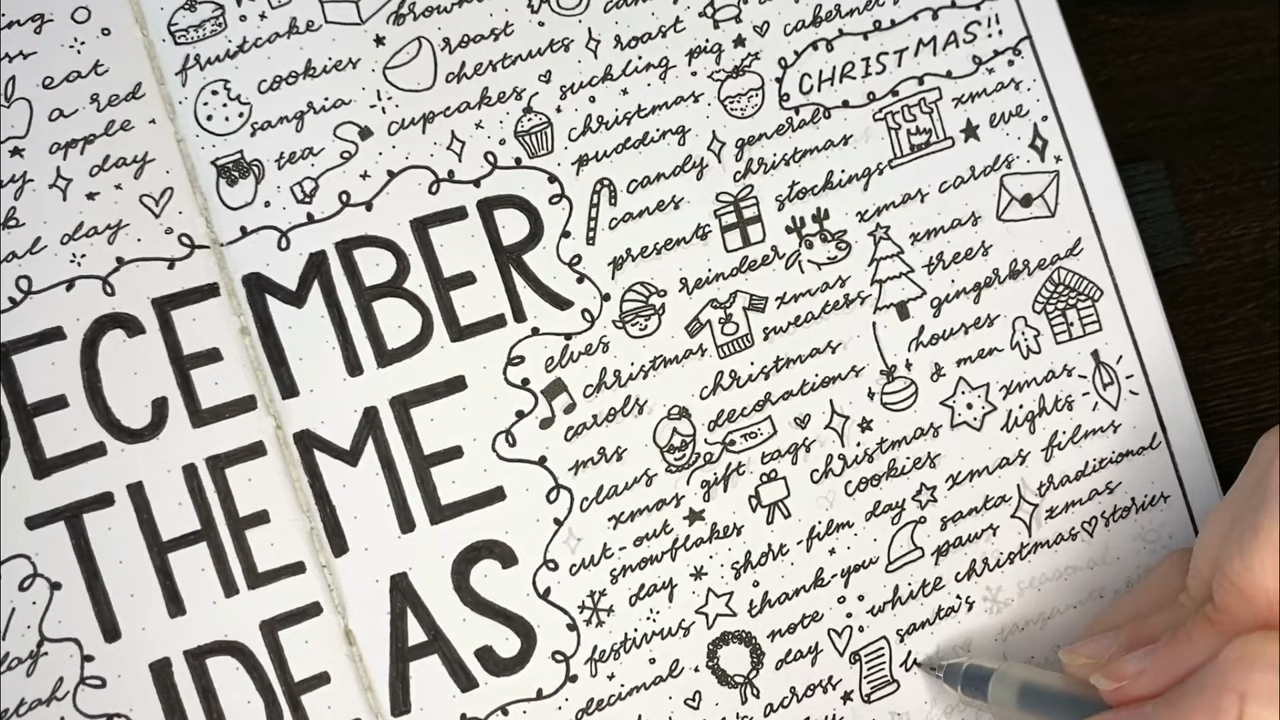 eat
a red
apple
day
fruitcake
cookies
sangria
tea
roast
chestnuts
cupcakes
roast
suckling pig
christmas
pudding
CHRISTMAS!!
candy
canes
general
christmas
xmas
eve
presents
stockings
xmas cards
reindeer
xmas
trees
elves
christmas
carols
xmas
sweaters
gingerbread
houses
& men
mrs
claus
christmas
decorations
TO:
xmas gift tags
christmas
cookies
xmas
lights
cut-out
snowflakes
day
short-film day
xmas films
festivus
thank-you
note
day
santa
paws
traditional
xmas
stories
white christmas
decimal
across
santa's
seasonal
DECEMBER
THEME
IDEAS